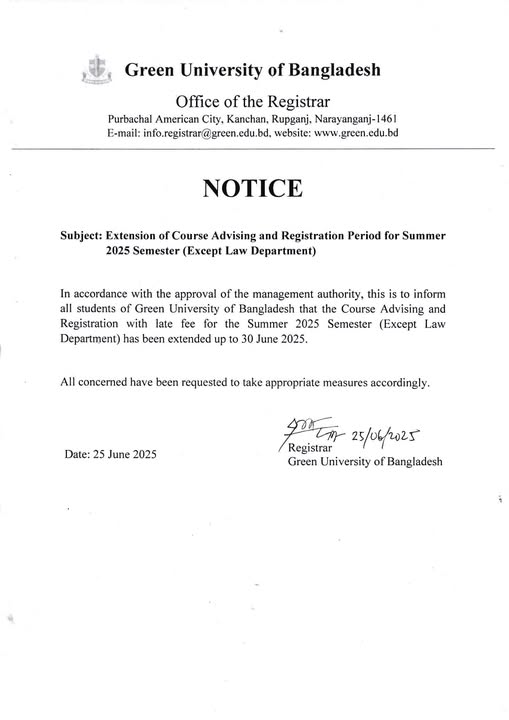 Green University of Bangladesh
Office of the Registrar
Purbachal American City, Kanchan, Rupganj, Narayanganj-1461
E-mail: info.registrar@green.edu.bd, website: www.green.edu.bd
NOTICE
Subject: Extension of Course Advising and Registration Period for Summer
2025 Semester (Except Law Department)
In accordance with the approval of the management authority, this is to inform
all students of Green University of Bangladesh that the Course Advising and
Registration with late fee for the Summer 2025 Semester (Except Law
Department) has been extended up to 30 June 2025.
All concerned have been requested to take appropriate measures accordingly.
25/06/2025
Registrar
Date: 25 June 2025
Green University of Bangladesh